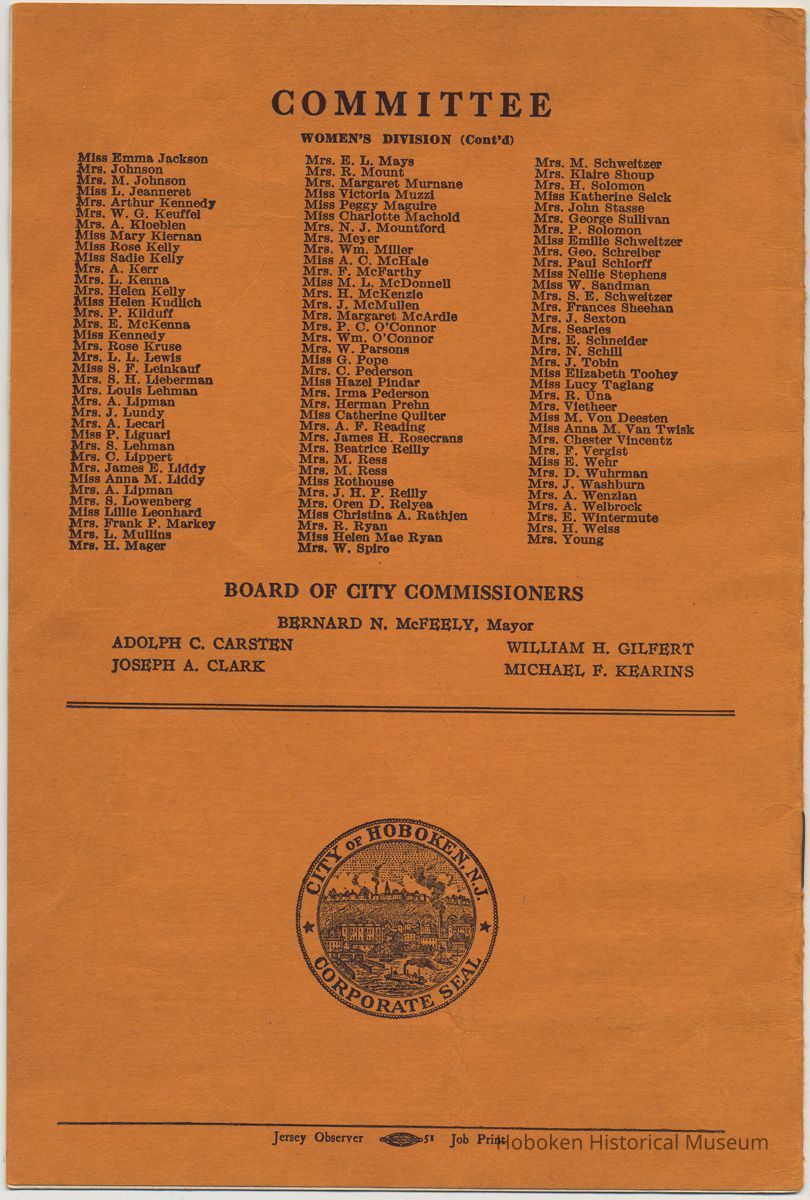 COMMITTEE
WOMEN'S DIVISION (Cont'd)
Miss Emma Jackson
Mrs. Johnson
Mrs. M. Johnson
Miss L. Jeanneret
Mrs. Arthur Kennedy
Mrs. W. G. Keuffel
Mrs. A. Kloeblen
Miss Mary Kiernan
Miss Rose Kelly
Miss Sadie Kelly
Mrs. A. Kerr
Mrs. L. Kenna
Mrs. Helen Kelly
Miss Helen Kudlich
Mrs. P. Kilduff
Mrs. E. McKenna
Miss Kennedy
Mrs. Rose Kruse
Mrs. L. L. Lewis
Miss S. F. Leinkauf
Mrs. S. H. Lieberman
Mrs. Louis Lehman
Mrs. A. Lipman
Mrs. J. Lundy
Mrs. A. Lecari
Miss P. Liguari
Mrs. S. Lehman
Mrs. C. Lippert
Mrs. James E. Liddy
Miss Anna M. Liddy
Mrs. A. Lipman
Mrs. S. Lowenberg
Miss Lillie Leonhard
Mrs. Frank P. Markey
Mrs. L. Mullins
Mrs. H. Mager
Mrs. E. L. Mays
Mrs. R. Mount
Mrs. Margaret Murnane
Miss Victoria Muzzi
Miss Peggy Maguire
Miss Charlotte Machold
Mrs. N. J. Mountford
Mrs. Meyer
Mrs. Wm. Miller
Miss A. C. McHale
Mrs. F. McFarthy
Miss M. L. McDonnell
Mrs. H. McKenzie
Mrs. J. McMullen
Mrs. Margaret McArdle
Mrs. P. C. O'Connor
Mrs. Wm. O'Connor
Mrs. W. Parsons
Miss G. Pope
Mrs. C. Pederson
Miss Hazel Pindar
Mrs. Irma Pederson
Mrs. Herman Prehn
Miss Catherine Quilter
Mrs. A. F. Reading
Mrs. James H. Rosecrans
Mrs. Beatrice Reilly
Mrs. M. Ress
Mrs. M. Ress
Miss Rothouse
Mrs. J. H. P. Reilly
Mrs. Oren D. Relyea
Miss Christina A. Rathjen
Mrs. R. Ryan
Miss Helen Mae Ryan
Mrs. W. Spiro
Mrs. M. Schweitzer
Mrs. Klaire Shoup
Mrs. H. Solomon
Miss Katherine Selck
Mrs. John Stasse
Mrs. George Sullivan
Mrs. P. Solomon
Miss Emilie Schweitzer
Mrs. Geo. Schreiber
Mrs. Paul Schlorff
Miss Nellie Stephens
Miss W. Sandman
Mrs. S. E. Schweitzer
Mrs. Frances Sheehan
Mrs. J. Sexton
Mrs. Searles
Mrs. E. Schneider
Mrs. N. Schill
Mrs. J. Tobin
Miss Elizabeth Toohey
Miss Lucy Taglang
Mrs. R. Una
Mrs. Vietheer
Miss M. Von Deesten
Miss Anna M. Van Twisk
Mrs. Chester Vincentz
Mrs. F. Vergist
Miss E. Wehr
Mrs. D. Wuhrman
Mrs. J. Washburn
Mrs. A. Wenzlan
Mrs. A. Welbrock
Mrs. E. Wintermute
Mrs. H. Weiss
Mrs. Young
BOARD OF CITY COMMISSIONERS
BERNARD N. McFEELY, Mayor
ADOLPH C. CARSTEN
WILLIAM H. GILFERT
JOSEPH A. CLARK
MICHAEL F. KEARINS
CITY OF HOBOKEN, N.J.
CORPORATE SEAL
Jersey Observer 51 Job Print
Hoboken Historical Museum